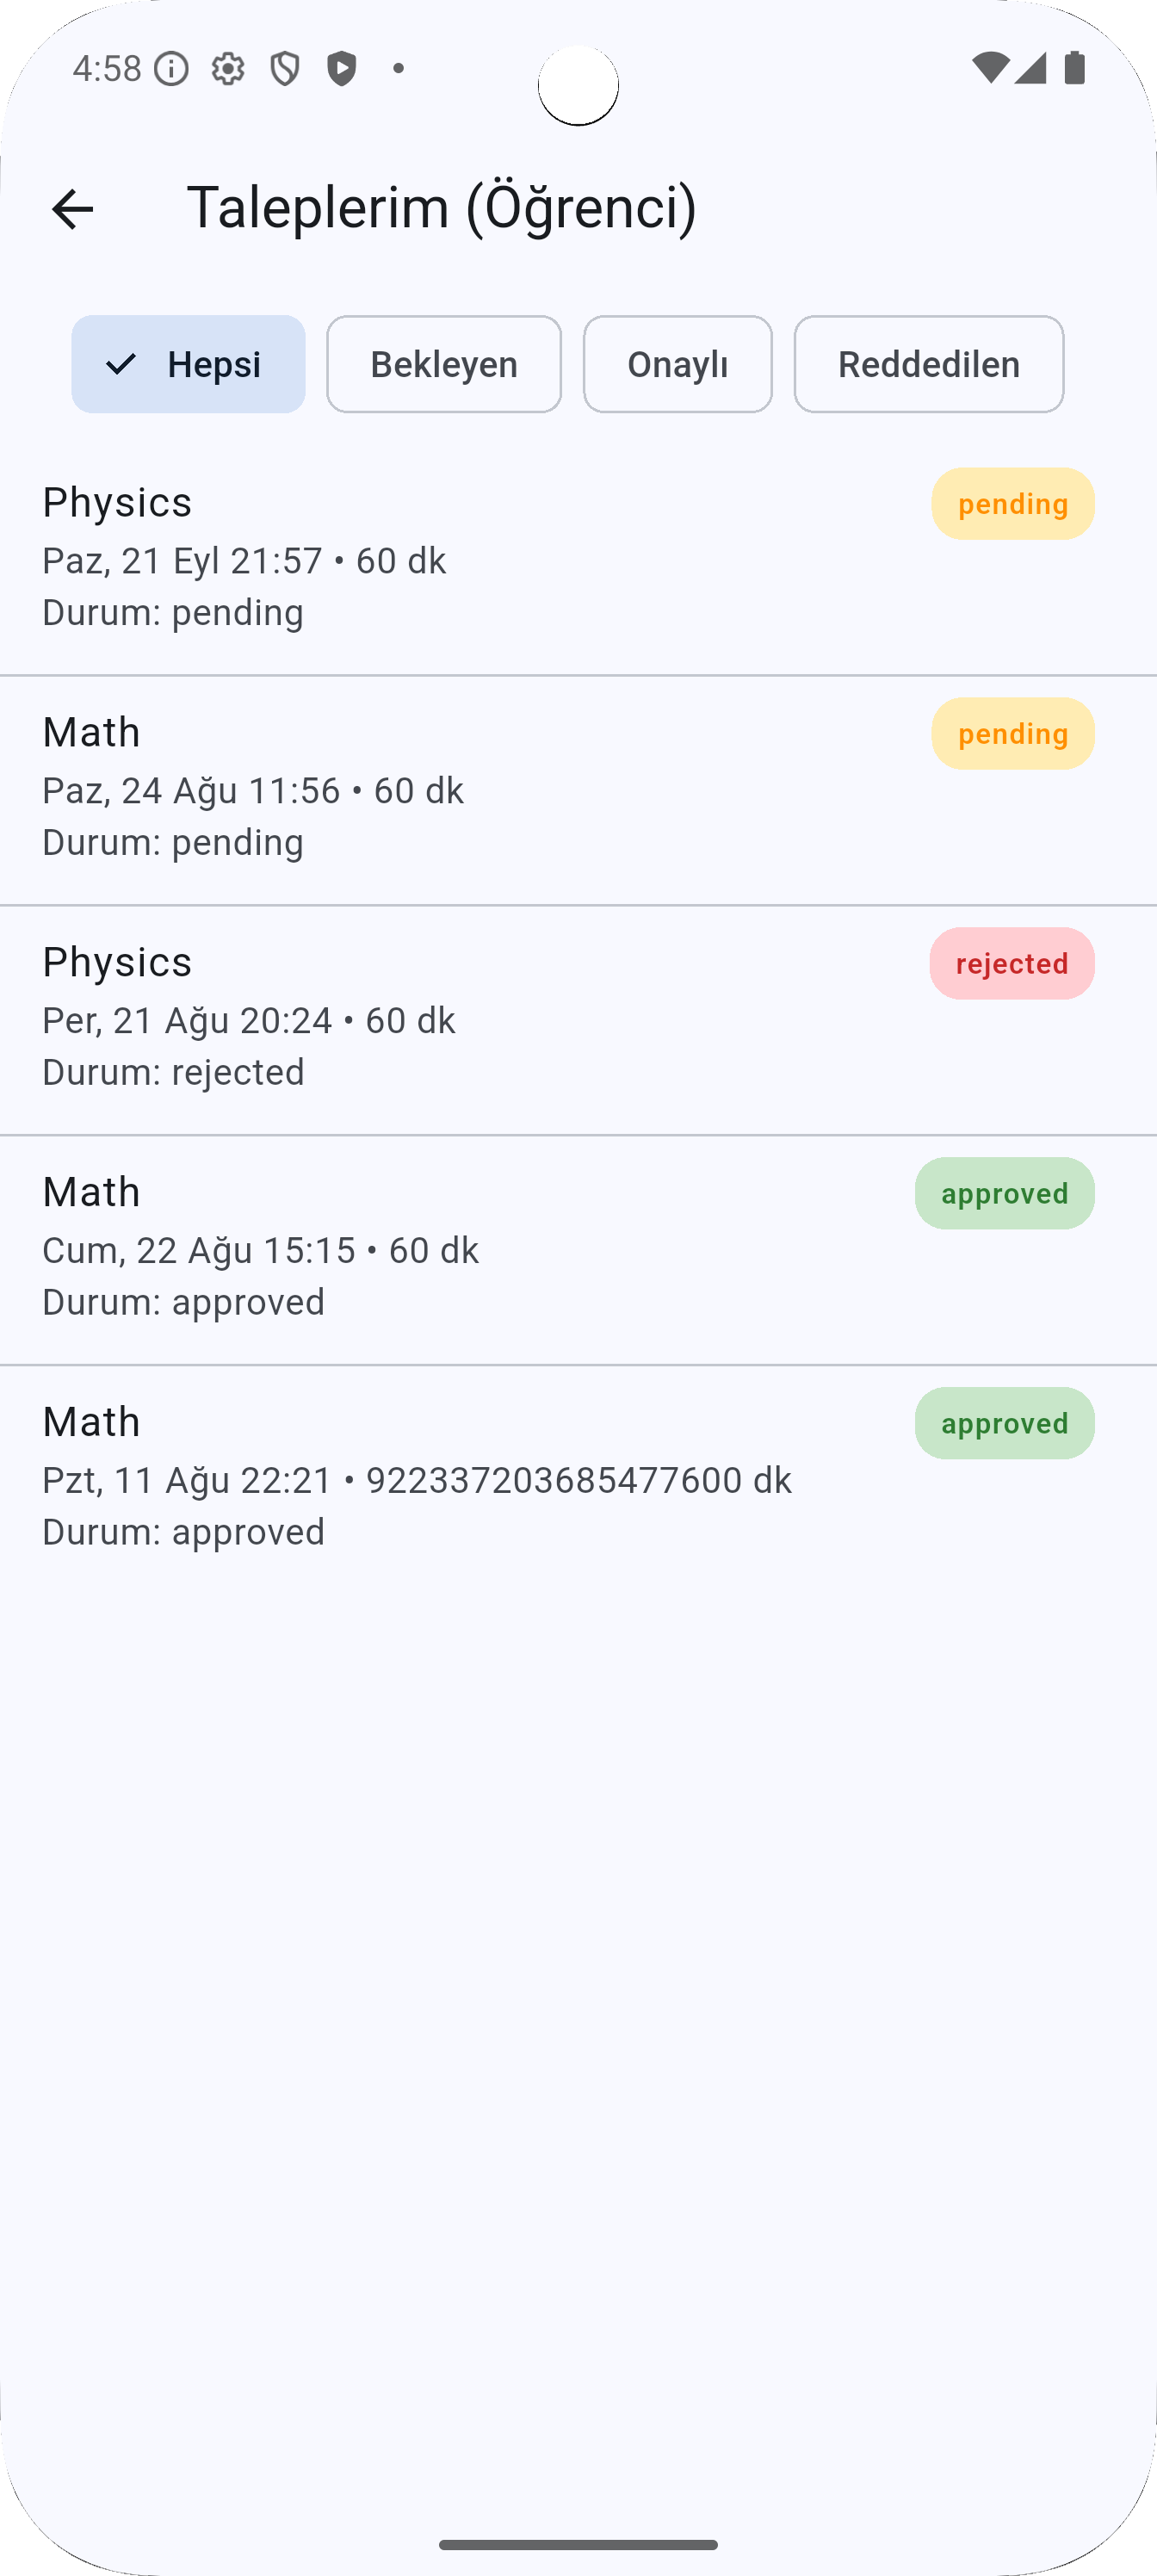 4:58
Taleplerim (Öğrenci)
Hepsi
Bekleyen
Onaylı
Reddedilen
Physics
pending
Paz, 21 Eyl 21:57 • 60 dk
Durum: pending
Math
pending
Paz, 24 Ağu 11:56 • 60 dk
Durum: pending
Physics
rejected
Per, 21 Ağu 20:24 • 60 dk
Durum: rejected
Math
approved
Cum, 22 Ağu 15:15 • 60 dk
Durum: approved
Math
approved
Pzt, 11 Ağu 22:21 • 922337203685477600 dk
Durum: approved